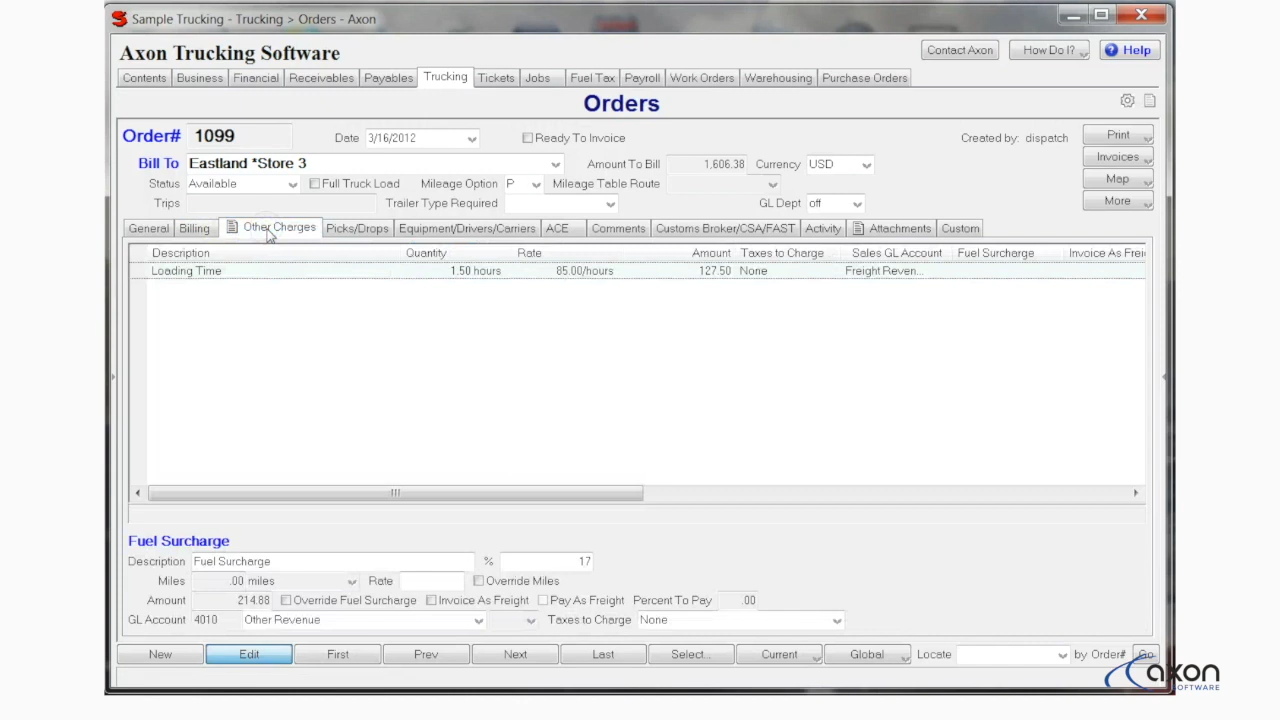 Sample Trucking - Trucking > Orders - Axon
Axon Trucking Software Contact Axon How Do I? Help
Contents Business Financial Receivables Payables Trucking Tickets Jobs Fuel Tax Payroll Work Orders Warehousing Purchase Orders
Orders
Order# 1099 Date 3/16/2012 Ready To Invoice Created by: dispatch Print
Bill To Eastland *Store 3 Amount To Bill 1,606.38 Currency USD Invoices
Status Available Full Truck Load Mileage Option P Mileage Table Route Map
Trips Trailer Type Required GL Dept off More
General Billing Other Charges Picks/Drops Equipment/Drivers/Carriers ACE Comments Customs Broker/CSA/FAST Activity Attachments Custom
Description Quantity Rate Amount Taxes to Charge Sales GL Account Fuel Surcharge Invoice As Frei
Loading Time 1.50 hours 85.00/hours 127.50 None Freight Reven...
Fuel Surcharge
Description Fuel Surcharge % 17
Miles .00 miles Rate Override Miles
Amount 214.88 Override Fuel Surcharge Invoice As Freight Pay As Freight Percent To Pay .00
GL Account 4010 Other Revenue Taxes to Charge None
New Edit First Prev Next Last Select... Current Global Locate by Order# Go
axon
SOFTWARE